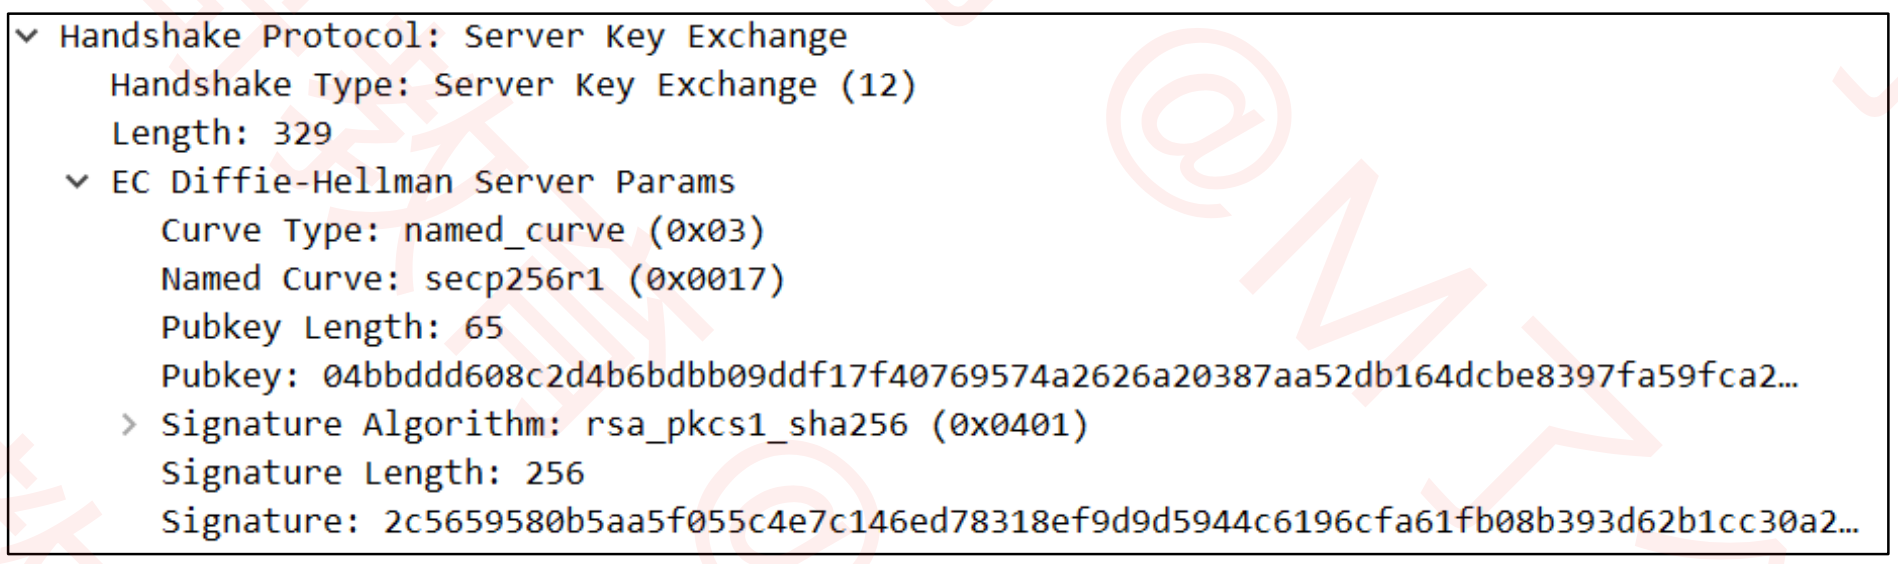 Handshake Protocol: Server Key Exchange
Handshake Type: Server Key Exchange (12)
Length: 329
EC Diffie-Hellman Server Params
Curve Type: named_curve (0x03)
Named Curve: secp256r1 (0x0017)
Pubkey Length: 65
Pubkey: 04bbddd608c2d4b6bdbb09ddf17f40769574a2626a20387aa52db164dcbe8397fa59fca2…
Signature Algorithm: rsa_pkcs1_sha256 (0x0401)
Signature Length: 256
Signature: 2c5659580b5aa5f055c4e7c146ed78318ef9d9d5944c6196cfa61fb08b393d62b1cc30a2…